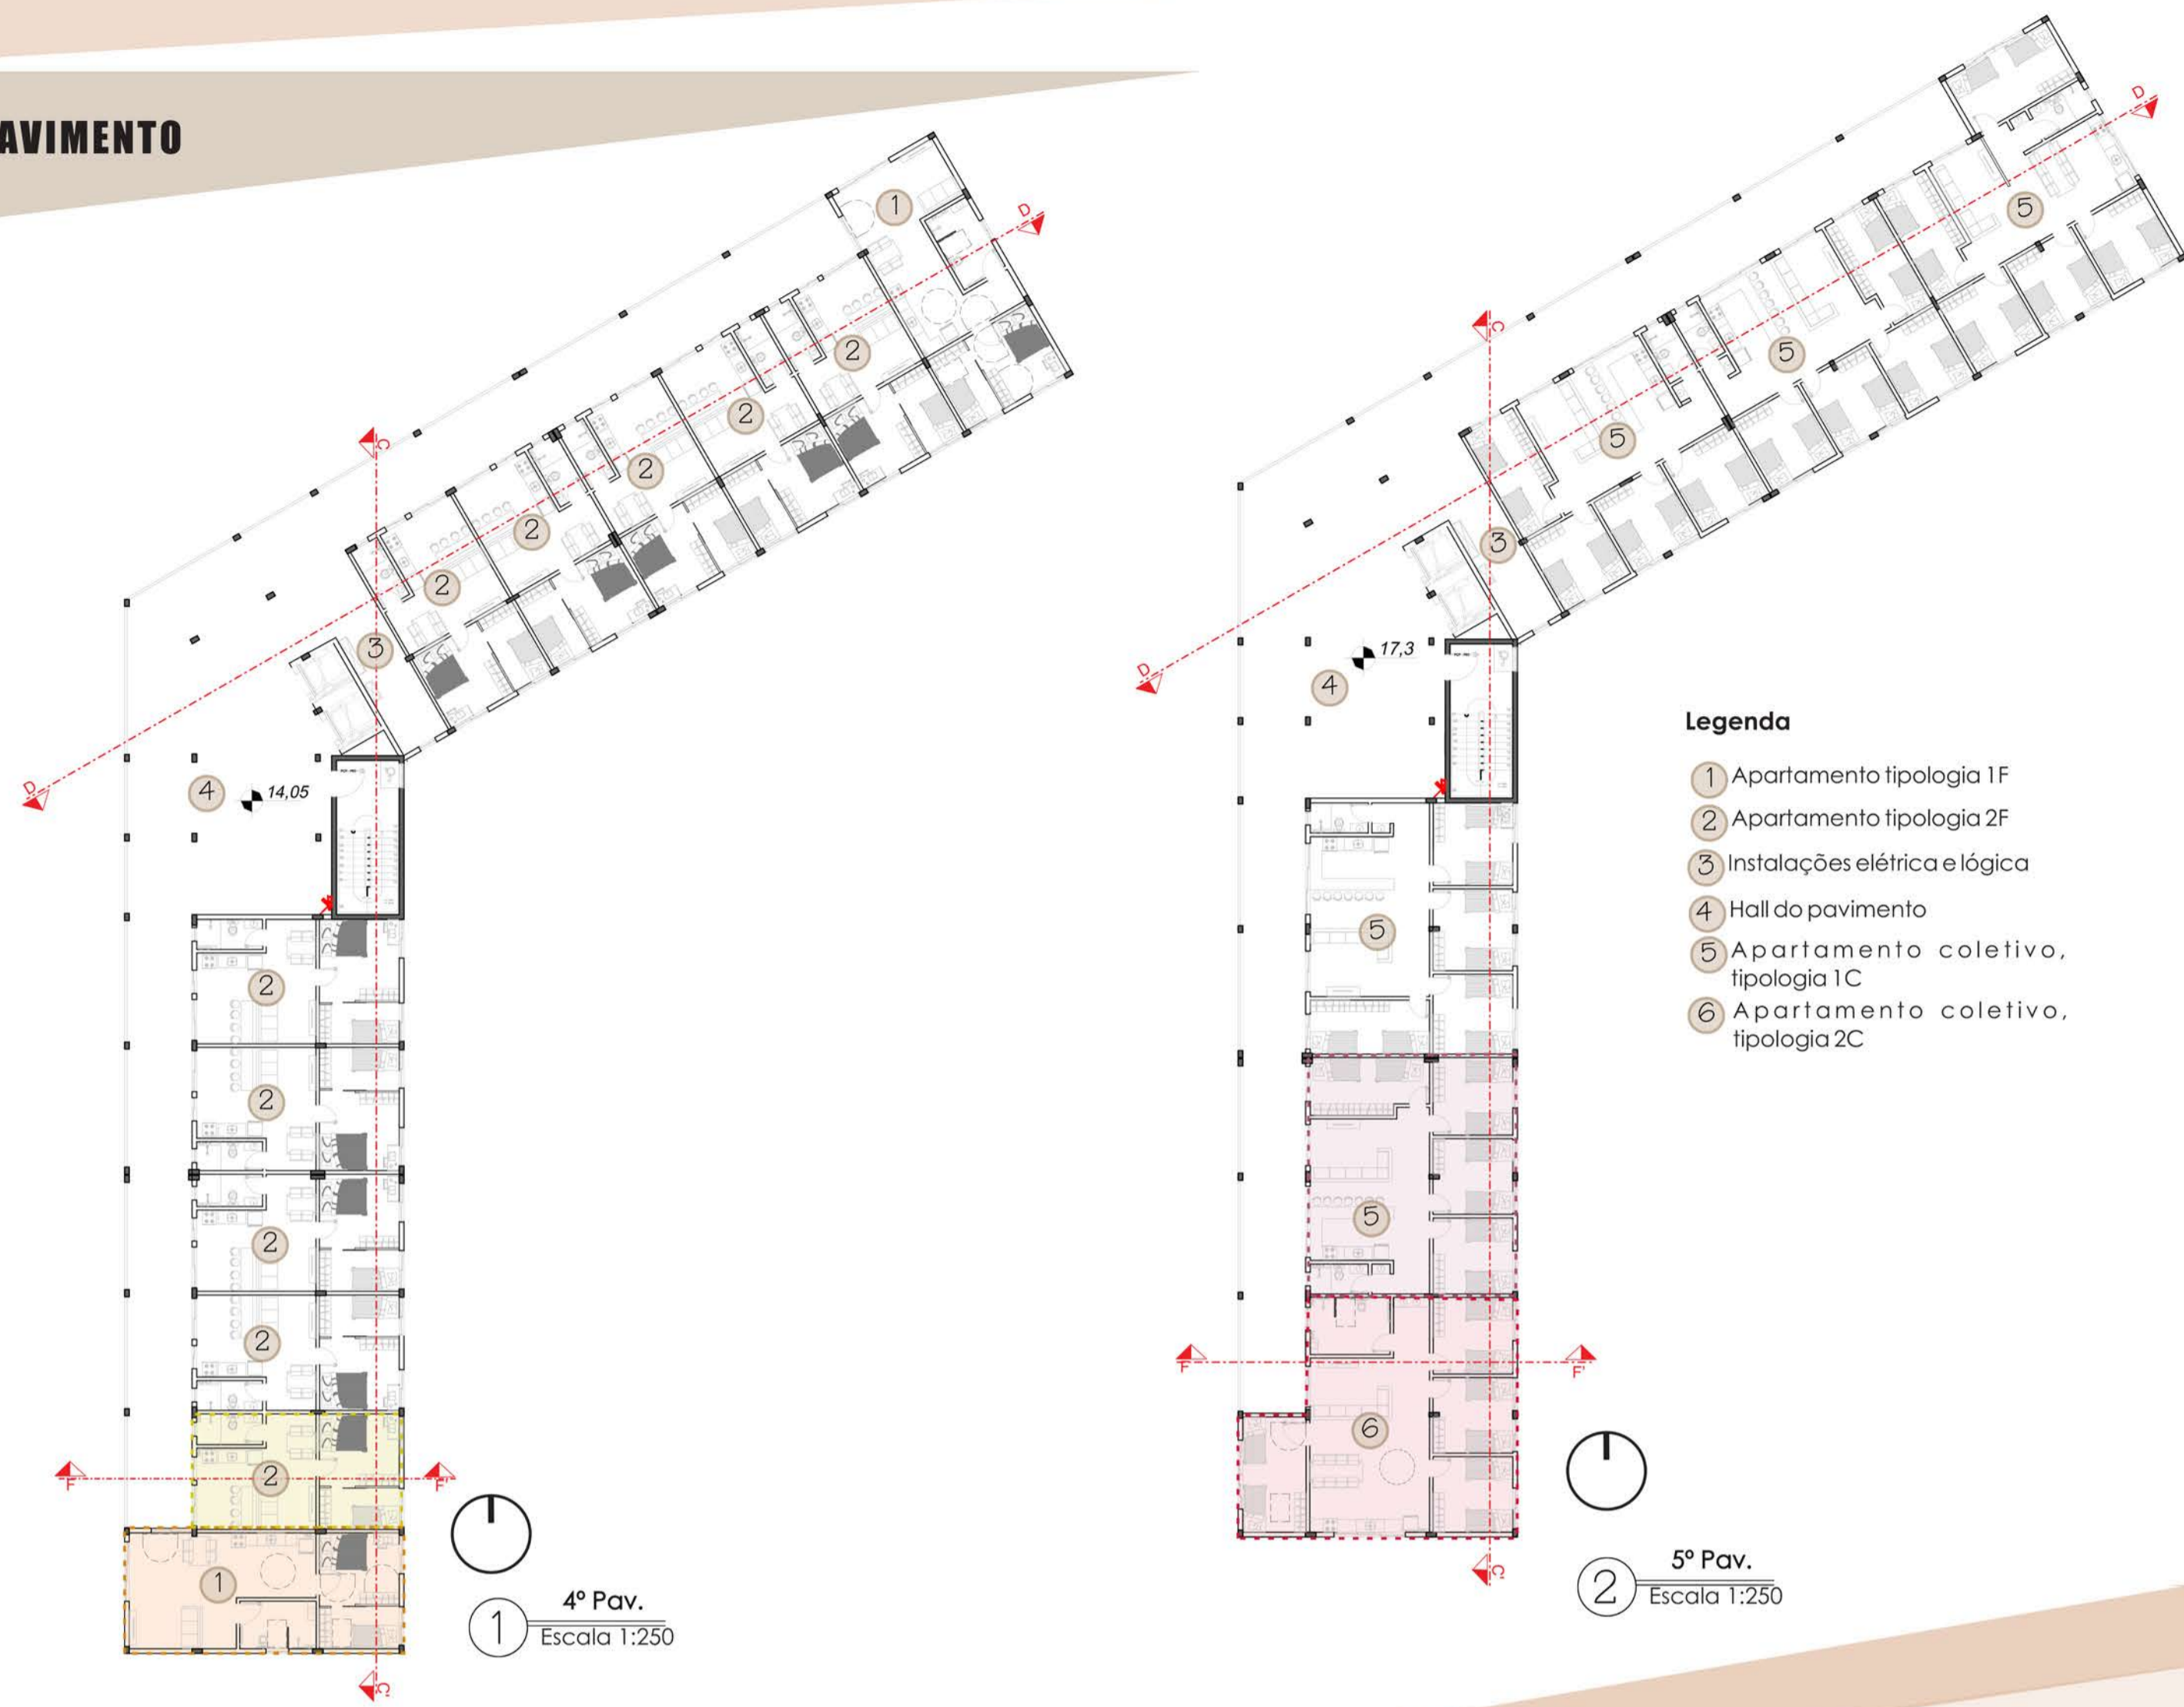 AVIMENTO
1
D
2
2
2
2
2
C
3
D
4
14,05
2
2
2
2
2
F
F'
1
C'
1
4º Pav.
Escala 1:250
D
5
5
5
C
3
D
17,3
4
5
5
F
F'
6
C'
2
5º Pav.
Escala 1:250
Legenda
1 Apartamento tipologia 1F
2 Apartamento tipologia 2F
3 Instalações elétrica e lógica
4 Hall do pavimento
5 Apartamento coletivo,
tipologia 1C
6 Apartamento coletivo,
tipologia 2C